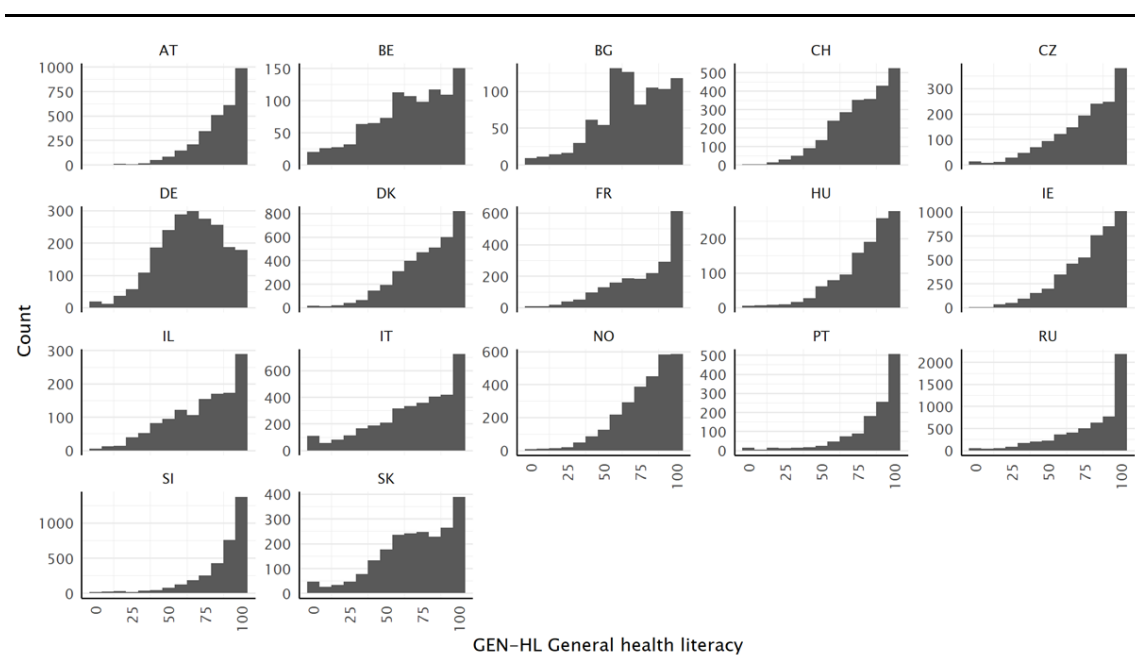 AT BE BG CH CZ
1000 750 500 250 0
150 100 50 0
100 50 0
500 400 300 200 100 0
300 200 100 0
DE DK FR HU IE
300 200 100 0
800 600 400 200 0
600 400 200 0
200 100 0
1000 750 500 250 0
Count
IL IT NO PT RU
300 200 100 0
600 400 200 0
600 400 200 0
500 400 300 200 100 0
2000 1500 1000 500 0
0 25 50 75 100
0 25 50 75 100
0 25 50 75 100
SI SK
1000 500 0
400 300 200 100 0
0 25 50 75 100
0 25 50 75 100
GEN-HL General health literacy